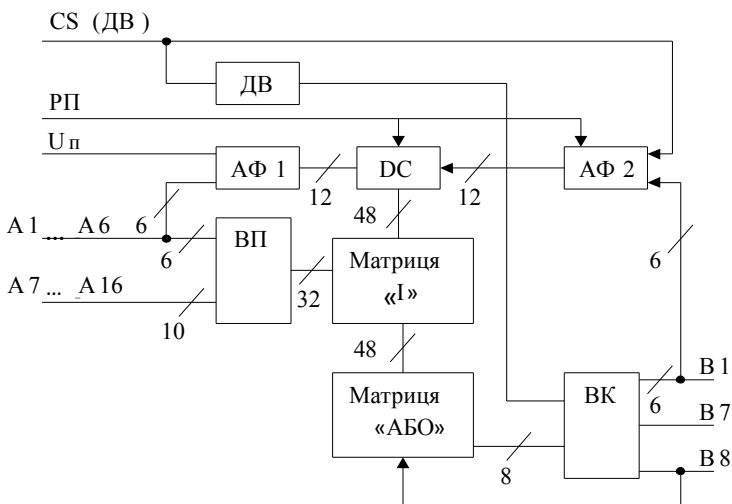 CS (ДВ)
ДВ
РП
Uп
АФ 1
12
DC
12
АФ 2
6
48
А1 ... А6
6
ВП
Матриця «І»
6
А7 ... А16
10
32
48
Матриця «АБО»
8
ВК
6
В1
В7
В8